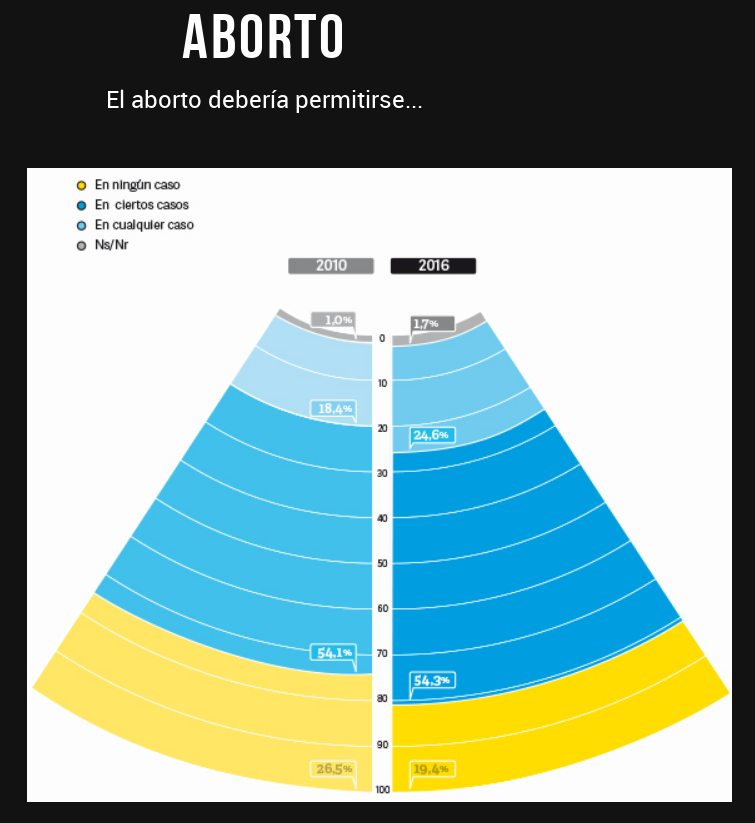 ABORTO
El aborto debería permitirse...
En ningún caso
En ciertos casos
En cualquier caso
Ns/Nr
2010 2016
1,0% 1,7%
0
10
18,4%
20
24,6%
30
40
50
60
54,1% 70
54,3%
80
90
26,5% 19,4%
100